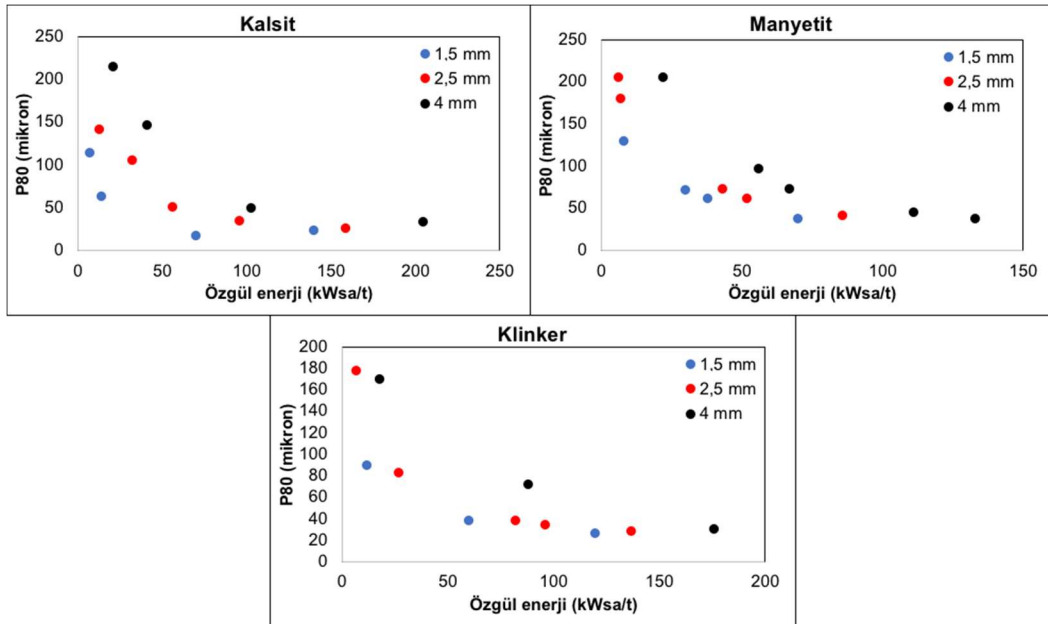 Kalsit
250
200
150
100
50
0
P80 (mikron)
1,5 mm
2,5 mm
4 mm
0 50 100 150 200 250
Özgül enerji (kWsa/t)
Manyetit
250
200
150
100
50
0
P80 (mikron)
1,5 mm
2,5 mm
4 mm
0 50 100 150
Özgül enerji (kWsa/t)
Klinker
200
180
160
140
120
100
80
60
40
20
0
P80 (mikron)
1,5 mm
2,5 mm
4 mm
0 50 100 150 200
Özgül enerji (kWsa/t)